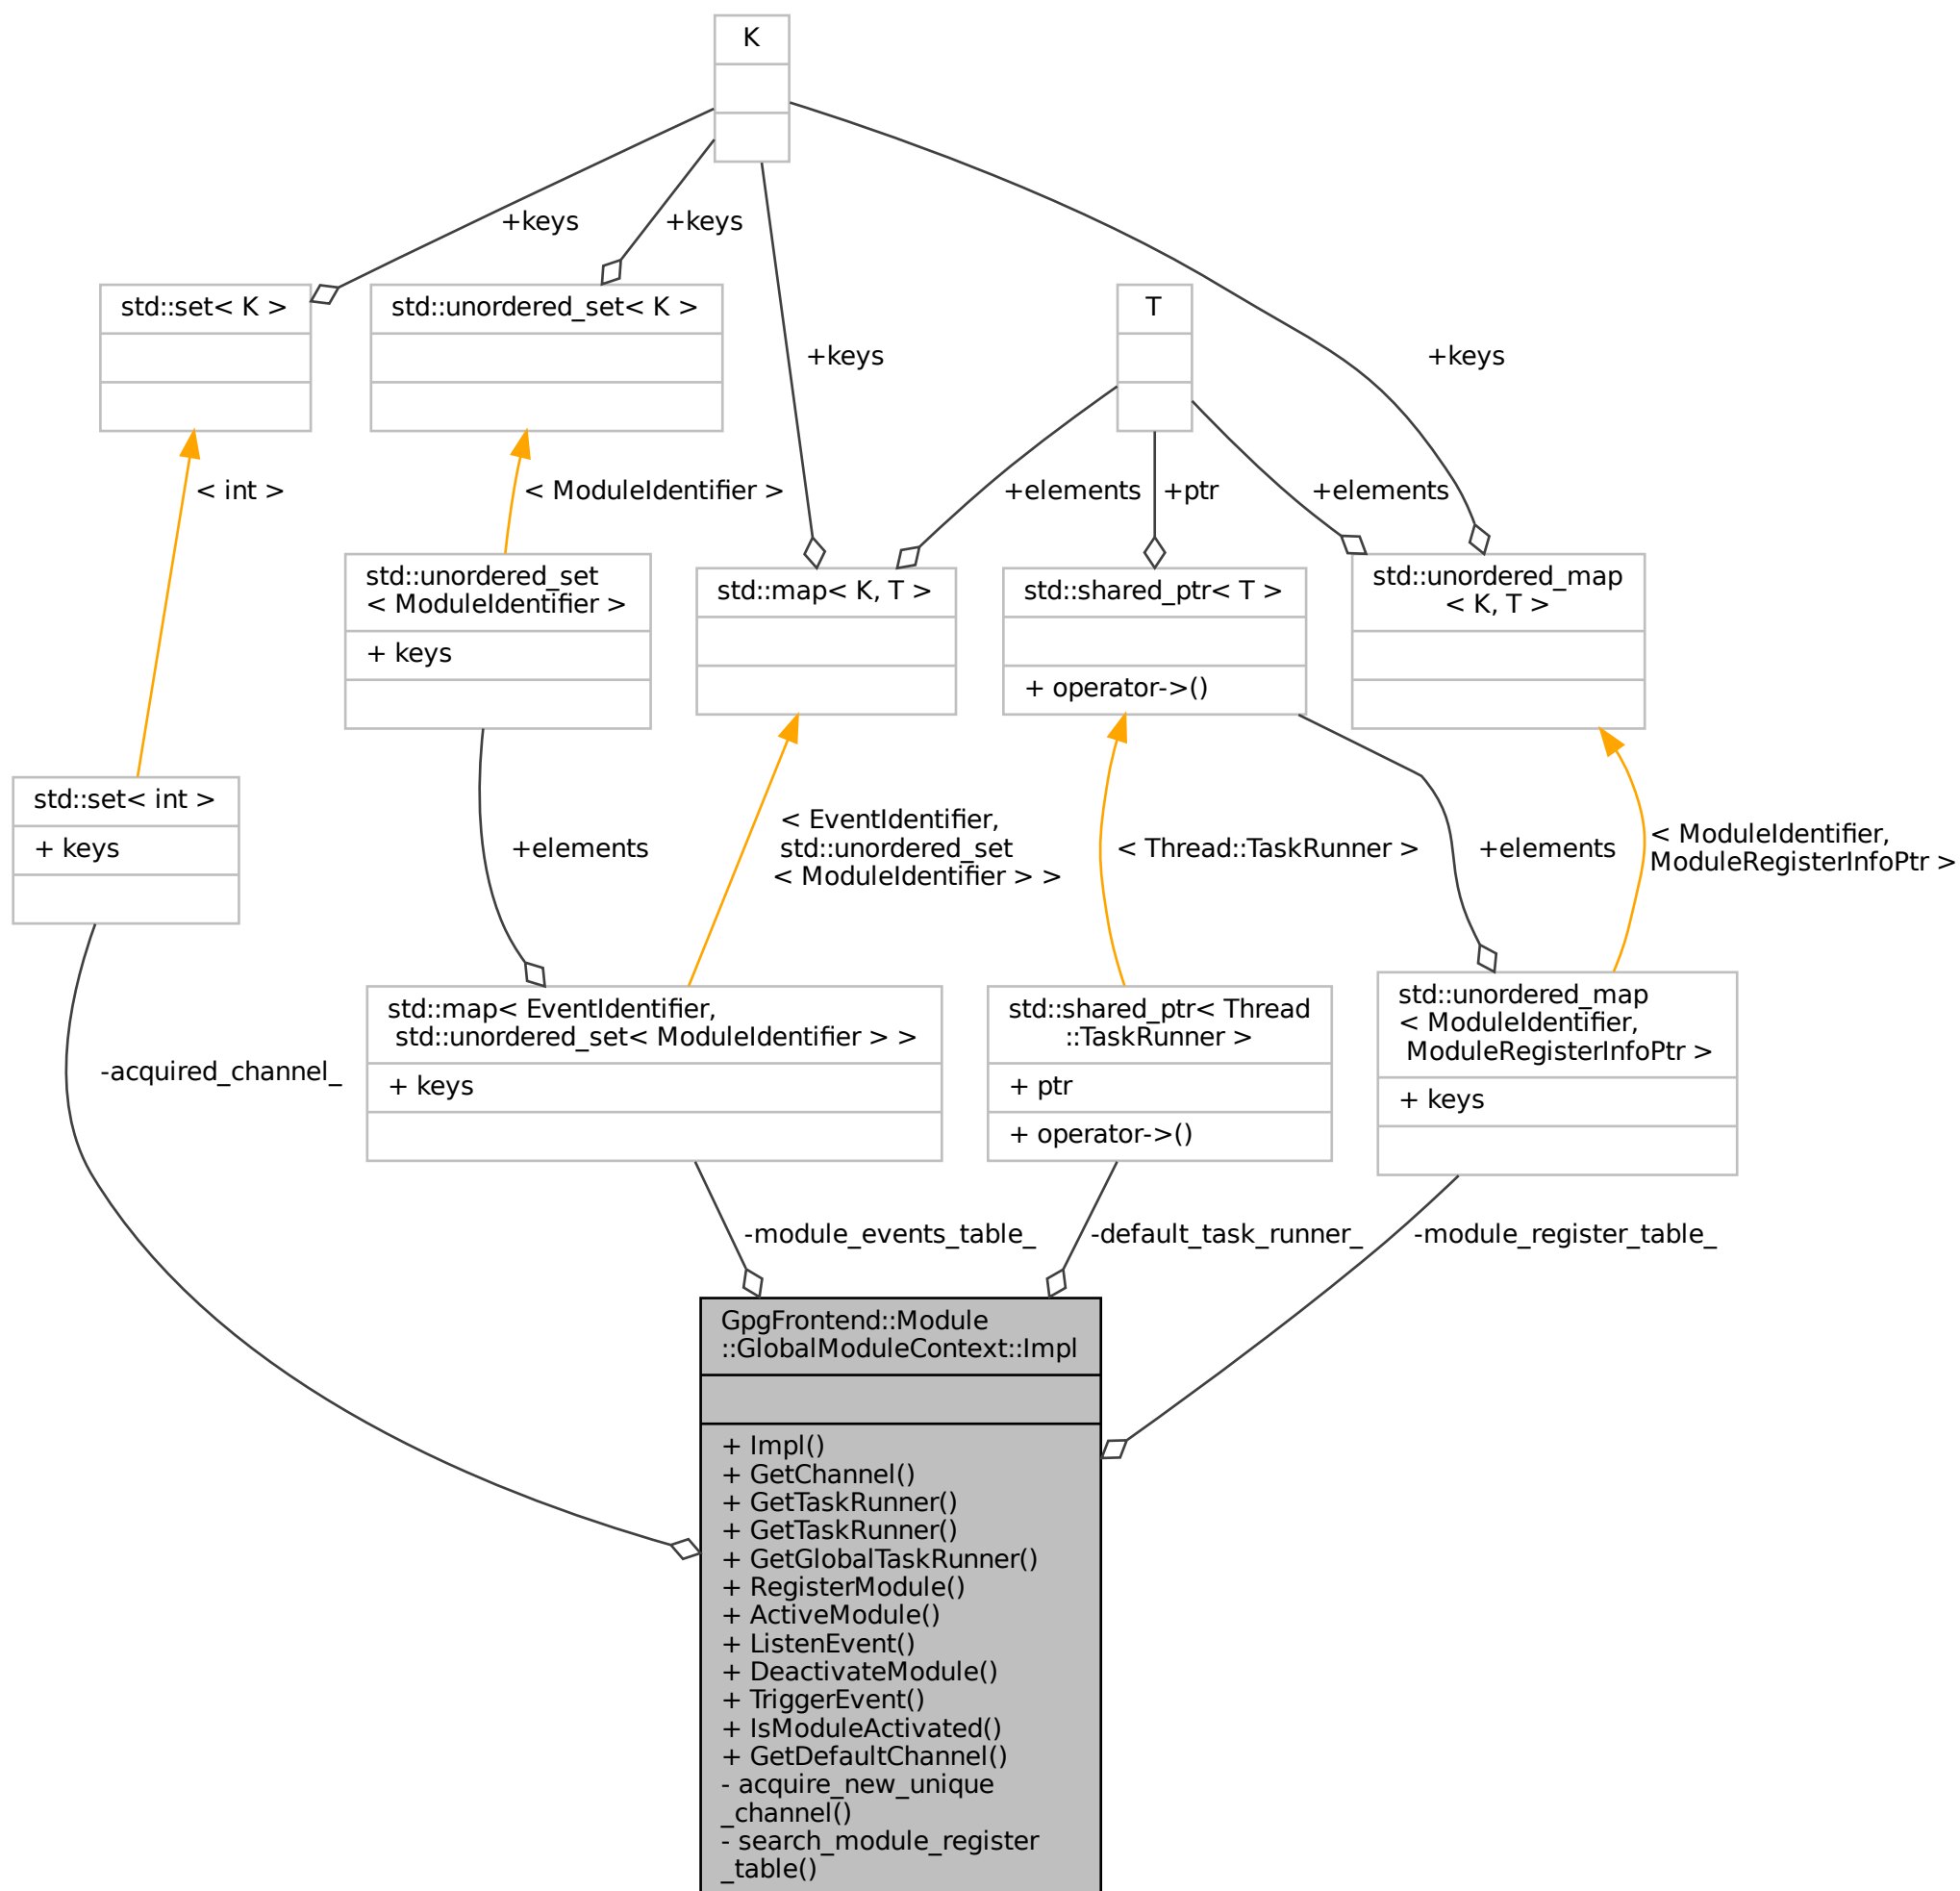 K
+keys
+keys
std::set< K >
std::unordered_set< K >
T
+keys
+keys
< int >
< ModuleIdentifier >
+elements
+ptr
+elements
std::unordered_set
< ModuleIdentifier >
+ keys
std::map< K, T >
std::shared_ptr< T >
+ operator->()
std::unordered_map
< K, T >
std::set< int >
+ keys
+elements
< EventIdentifier,
std::unordered_set
< ModuleIdentifier > >
< Thread::TaskRunner >
+elements
< ModuleIdentifier,
ModuleRegisterInfoPtr >
-acquired_channel_
std::map< EventIdentifier,
std::unordered_set< ModuleIdentifier > >
+ keys
std::shared_ptr< Thread
::TaskRunner >
+ ptr
+ operator->()
std::unordered_map
< ModuleIdentifier,
ModuleRegisterInfoPtr >
+ keys
-module_events_table_
-default_task_runner_
-module_register_table_
GpgFrontend::Module
::GlobalModuleContext::Impl
+ Impl()
+ GetChannel()
+ GetTaskRunner()
+ GetTaskRunner()
+ GetGlobalTaskRunner()
+ RegisterModule()
+ ActiveModule()
+ ListenEvent()
+ DeactivateModule()
+ TriggerEvent()
+ IsModuleActivated()
+ GetDefaultChannel()
- acquire_new_unique
_channel()
- search_module_register
_table()